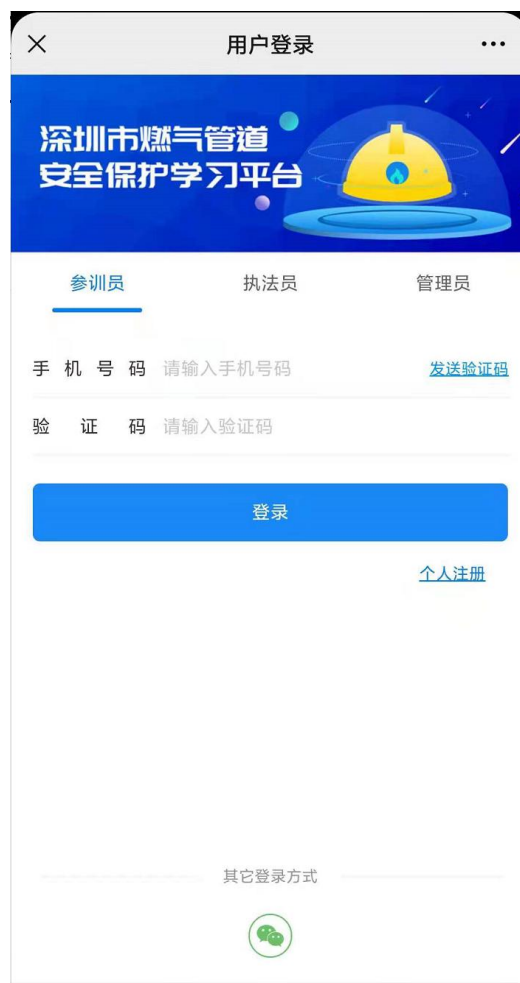 用户登录
深圳市燃气管道
安全保护学习平台
参训员 执法员 管理员
手机号码 请输入手机号码 发送验证码
验证码 请输入验证码
登录
个人注册
其它登录方式